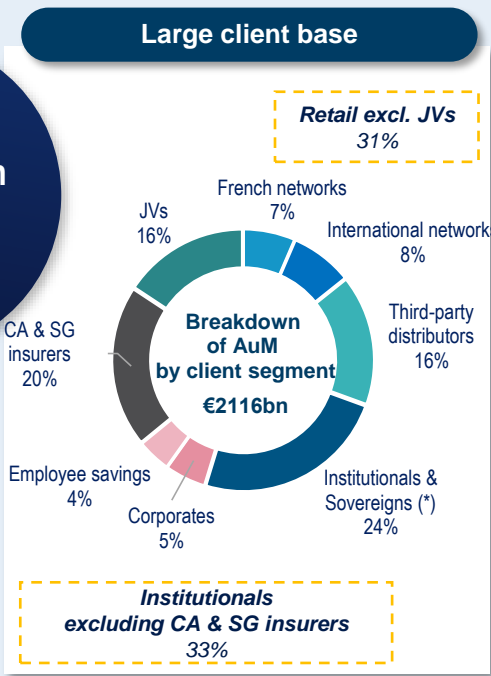 Large client base
Retail excl. JVs
31%
n
French networks
7%
JVs
16%
International networks
8%
Third-party
distributors
16%
CA & SG
insurers
20%
Breakdown
of AuM
by client segment
€2116bn
Institutionals &
Sovereigns (*)
24%
Employee savings
4%
Corporates
5%
Institutionals
excluding CA & SG insurers
33%